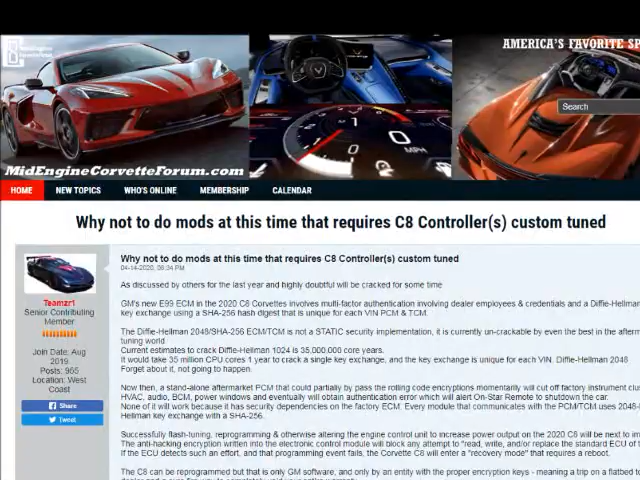 AMERICA'S FAVORITE SP
Search
0
MPH
MidEngineCorvetteForum.com
HOME NEW TOPICS WHO'S ONLINE MEMBERSHIP CALENDAR
Why not to do mods at this time that requires C8 Controller(s) custom tuned
Teamzr1
Senior Contributing
Member
Join Date: Aug
2019
Posts: 965
Location: West
Coast
Share
Tweet
Why not to do mods at this time that requires C8 Controller(s) custom tuned
04-14-2020, 08:34 PM
As discussed by others for the last year and highly doubtful will be cracked for some time
GM's new E99 ECM in the 2020 C8 Corvettes involves multi-factor authentication involving dealer employees & credentials and a Diffie-Hellman
key exchange using a SHA-256 hash digest that is unique for each VIN PCM & TCM.
The Diffie-Hellman 2048/SHA-256 ECM/TCM is not a STATIC security implementation, it is currently un-crackable by even the best in the afterm
tuning world
Current estimates to crack Diffie-Hellman 1024 is 35,000,000 core years.
It would take 35 million CPU cores 1 year to crack a single key exchange, and the key exchange is unique for each VIN. Diffie-Hellman 2048
Forget about it, not going to happen.
Now then, a stand-alone aftermarket PCM that could partially by pass the rolling code encryptions momentarily will cut off factory instrument clus
HVAC, audio, BCM, power windows and eventually will obtain authentication error which will alert On-Star Remote to shutdown the car.
None of it will work because it has security dependencies on the factory ECM. Every module that communicates with the PCM/TCM uses 2048-
Hellman key exchange with a SHA-256.
Successfully flash-tuning, reprogramming & otherwise altering the engine control unit to increase power output on the 2020 C8 will be next to im
The anti-hacking encryption written into the electronic control module will block any attempt to "read, write, and/or replace the standard ECU of t
If the ECU detects such an effort, and that programming event fails, the Corvette C8 will enter a "recovery mode" that requires a reboot.
The C8 can be reprogrammed but that is only GM software, and only by an entity with the proper encryption keys - meaning a trip on a flatbed to